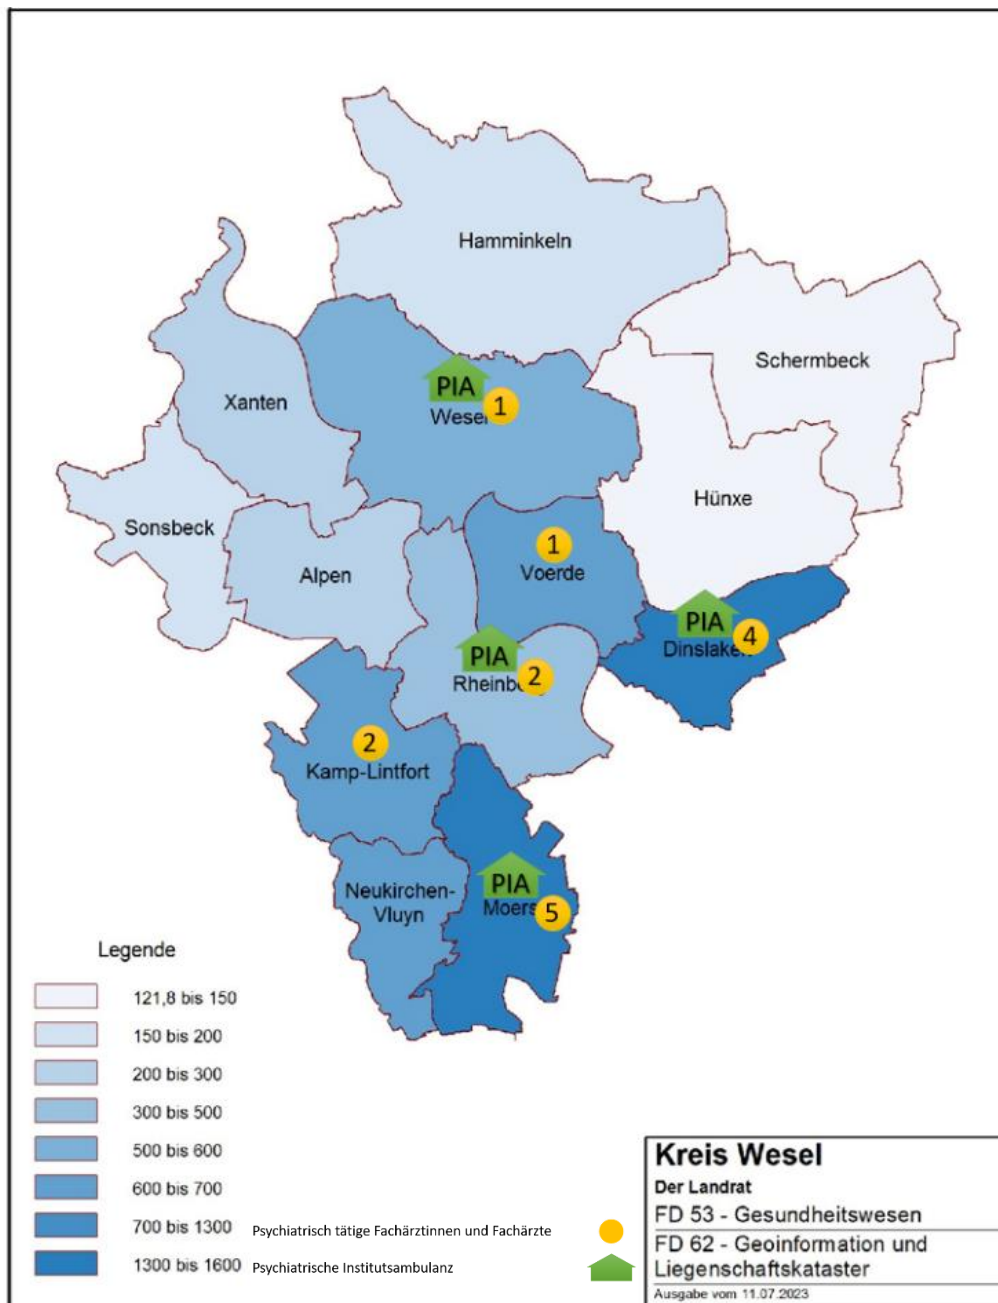 Hamminkeln
Schermbeck
Xanten
PIA
Wesel
1
Hünxe
Sonsbeck
1
Voerde
Alpen
PIA
4
Dinslaken
PIA
2
2
Kamp-Lintfort
PIA
Moers
5
Neukirchen-
Vluyn
Legende
121,8 bis 150
150 bis 200
200 bis 300
300 bis 500
500 bis 600
600 bis 700
700 bis 1300
1300 bis 1600
Psychiatrisch tätige Fachärztinnen und Fachärzte
Psychiatrische Institutsambulanz
Kreis Wesel
Der Landrat
FD 53 - Gesundheitswesen
FD 62 - Geoinformation und
Liegenschaftskataster
Ausgabe vom 11.07.2023